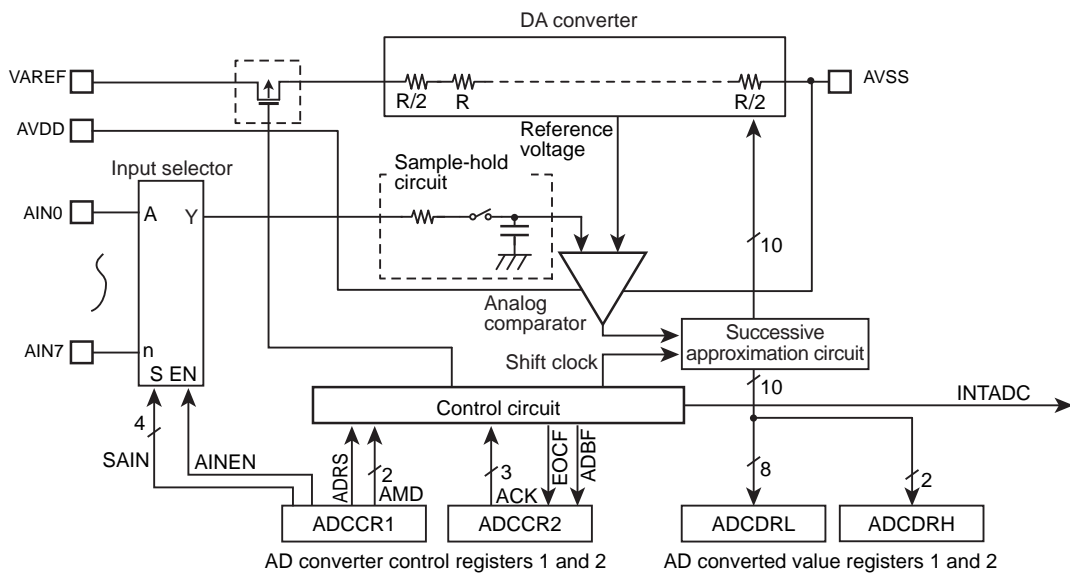 DA converter
VAREF
AVSS
R/2
R
R/2
AVDD
Reference
voltage
Input selector
Sample-hold
circuit
AIN0
A
Y
10
Analog
comparator
Successive
approximation circuit
AIN7
n
Shift clock
S EN
10
INTADC
Control circuit
4
SAIN
AINEN
ADRS
2
AMD
3
ACK
EOCF
ADBF
8
2
ADCCR1
ADCCR2
ADCDRL
ADCDRH
AD converter control registers 1 and 2
AD converted value registers 1 and 2